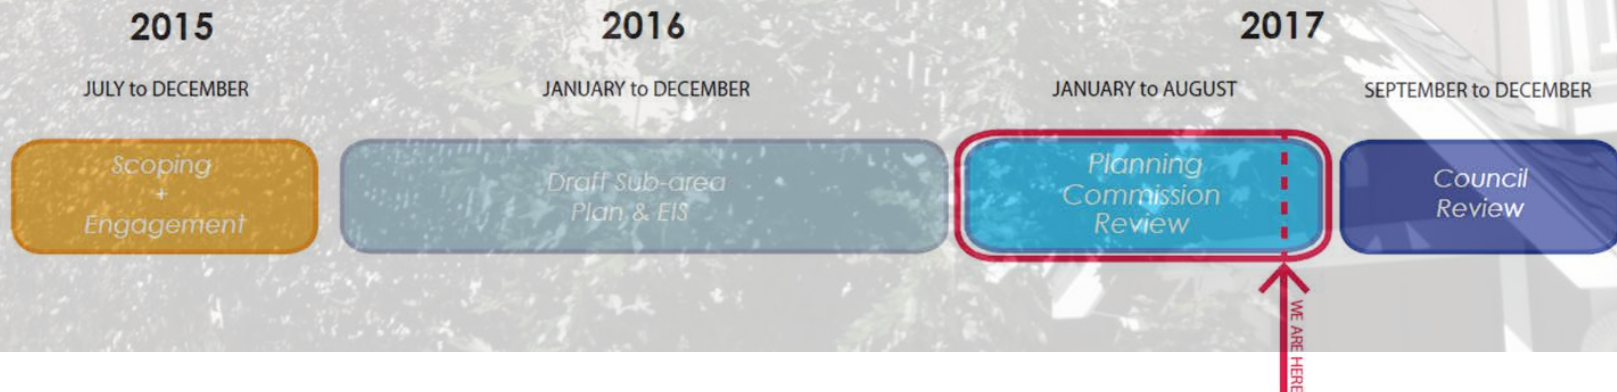 2015
2016
2017
JULY to DECEMBER
JANUARY to DECEMBER
JANUARY to AUGUST
SEPTEMBER to DECEMBER
Scoping
+
Engagement
Draft Sub-area
Plan & EIS
Planning
Commission
Review
Council
Review
WE ARE HERE